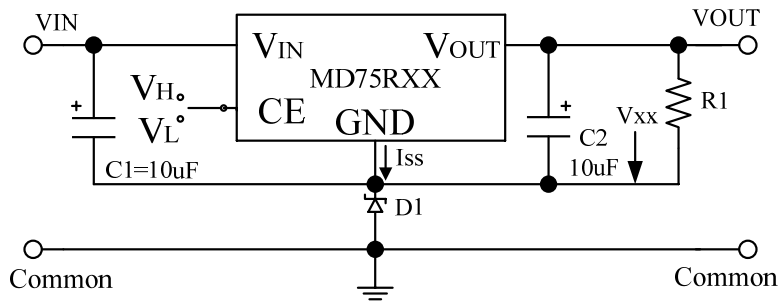 VIN
VOUT
VIN
VOUT
MD75RXX
VH
VL
CE
GND
C1=10uF
Iss
D1
C2
10uF
Vxx
R1
Common
Common